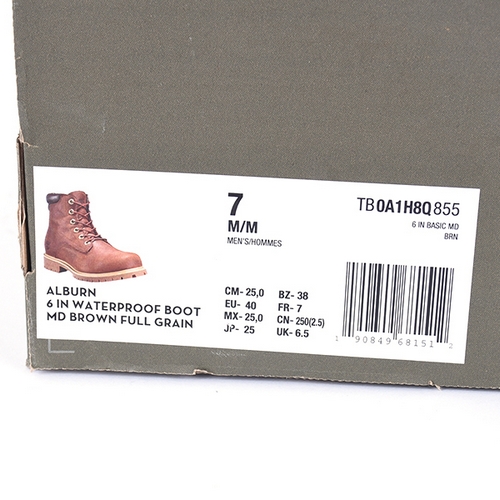 7
M/M
MEN'S/HOMMES
TB0A1H8Q855
6 IN BASIC MD
BRN
ALBURN
6 IN WATERPROOF BOOT
MD BROWN FULL GRAIN
CM- 25,0 BZ- 38
EU- 40 FR- 7
MX- 25,0 CN- 250(2.5)
JP- 25 UK- 6.5
1 90849 68151 2